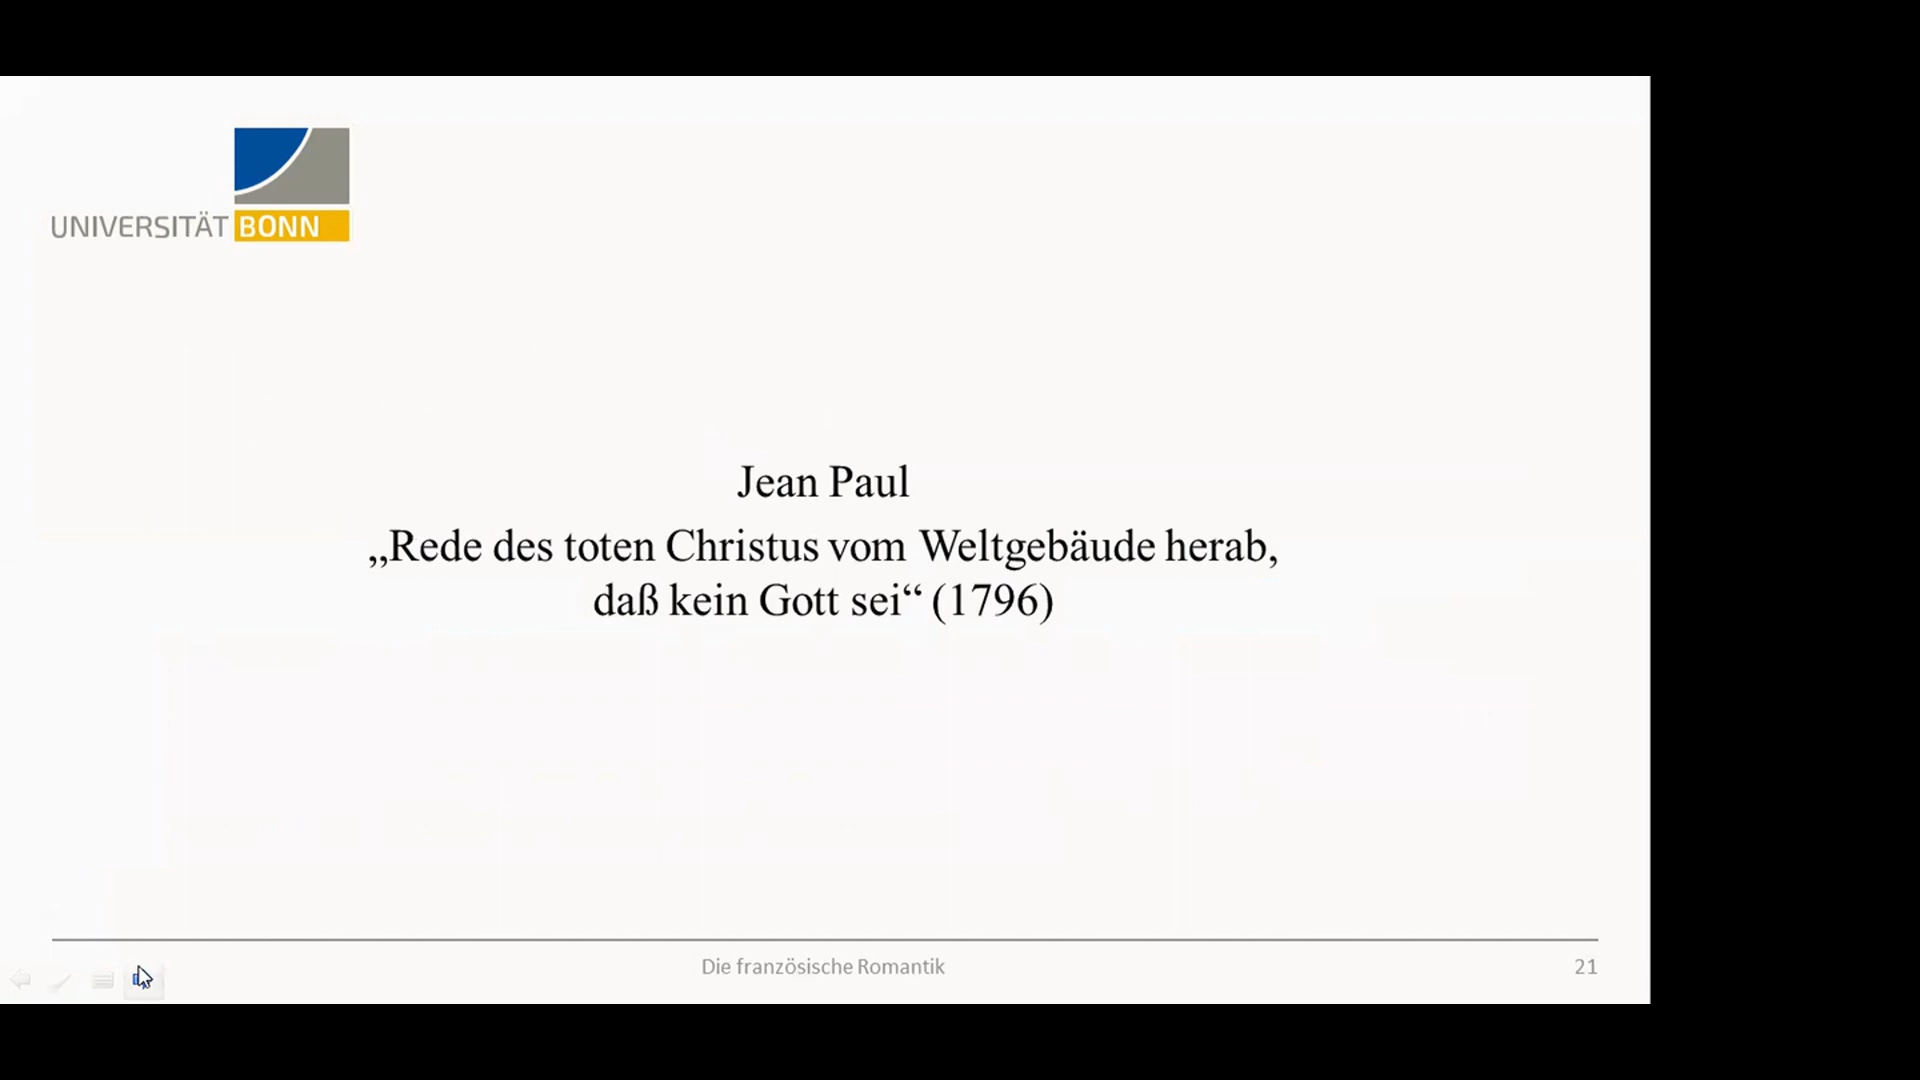 UNIVERSITÄT BONN
Jean Paul
„Rede des toten Christus vom Weltgebäude herab,
daß kein Gott sei“ (1796)
Die französische Romantik
21